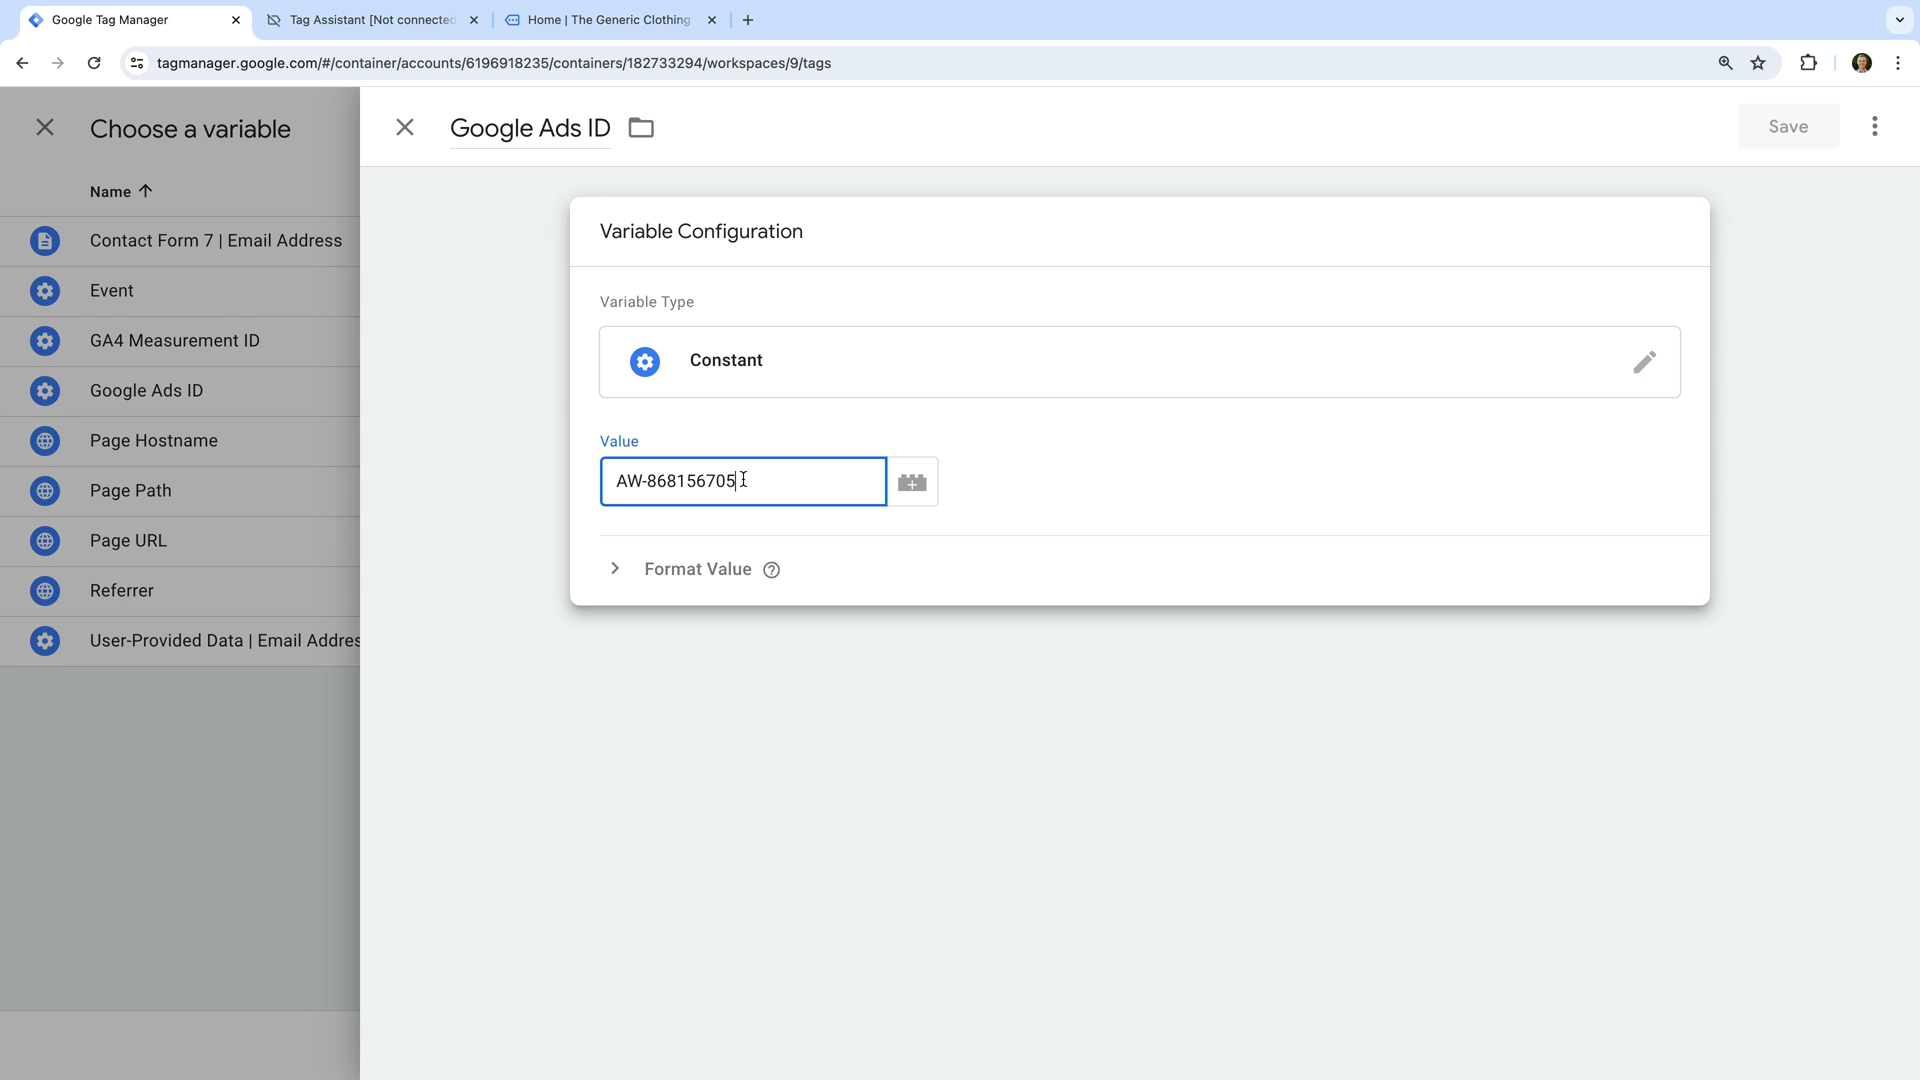 Google Tag Manager
Tag Assistant [Not connected
Home | The Generic Clothing
tagmanager.google.com/#/container/accounts/6196918235/containers/182733294/workspaces/9/tags
Choose a variable
Google Ads ID
Save
Name
Contact Form 7 | Email Address
Event
GA4 Measurement ID
Google Ads ID
Page Hostname
Page Path
Page URL
Referrer
User-Provided Data | Email Addres
Variable Configuration
Variable Type
Constant
Value
AW-868156705
Format Value